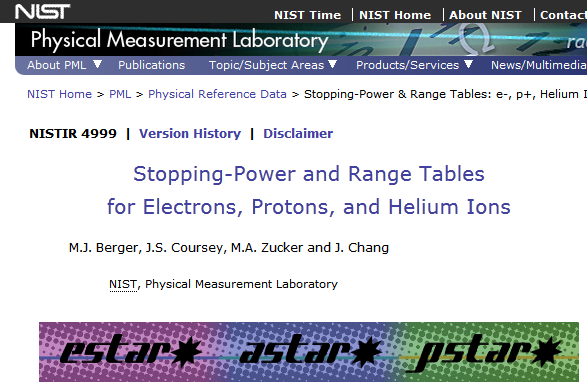 NIST
NIST Time | NIST Home | About NIST | Contac
Physical Measurement Laboratory
Ω
ra
About PML ▼ Publications Topic/Subject Areas ▼ Products/Services ▼ News/Multimedia
NIST Home > PML > Physical Reference Data > Stopping-Power & Range Tables: e-, p+, Helium I
NISTIR 4999 | Version History | Disclaimer
Stopping-Power and Range Tables
for Electrons, Protons, and Helium Ions
M.J. Berger, J.S. Coursey, M.A. Zucker and J. Chang
NIST, Physical Measurement Laboratory
estar astar pstar